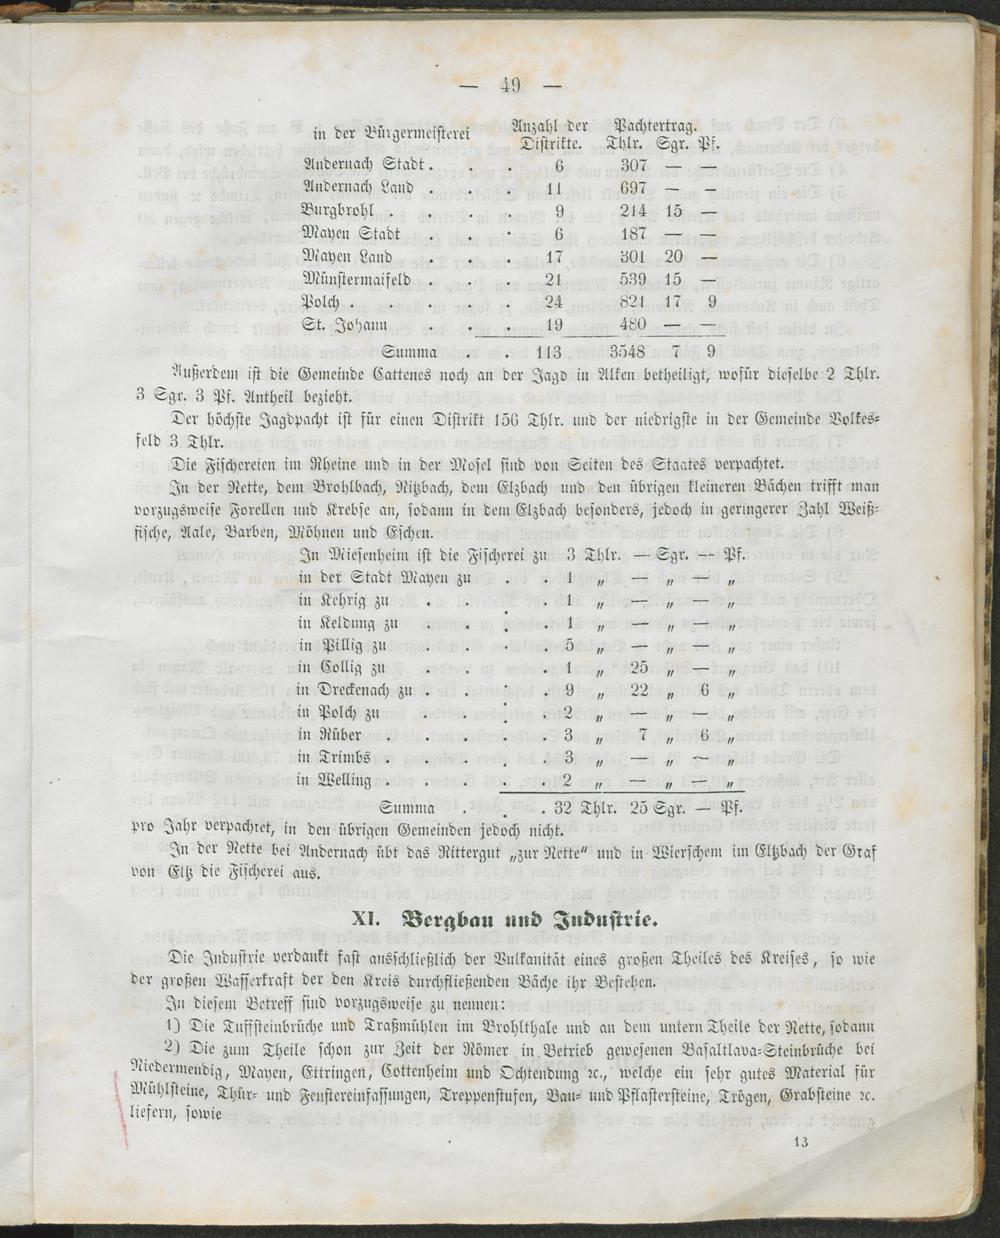 — 49 —
in der Bürgermeisterei Anzahl der Distrikte. Pachtertrag. Thlr. Sgr. Pf.
Andernach Stadt . . . 6 307 — —
Andernach Land . . . 11 697 — —
Burgbrohl . . . . 9 214 15 —
Mayen Stadt . . . 6 187 — —
Mayen Land . . . 17 301 20 —
Münstermaifeld . . . 21 539 15 —
Polch . . . . . 24 821 17 9
St. Johann . . . 19 480 — —
Summa . . 113 3548 7 9
Außerdem ist die Gemeinde Cattenes noch an der Jagd in Alken betheiligt, wofür dieselbe 2 Thlr.
3 Sgr. 3 Pf. Antheil bezieht.
Der höchste Jagdpacht ist für einen Distrikt 156 Thlr. und der niedrigste in der Gemeinde Volkes-
feld 3 Thlr.
Die Fischereien im Rheine und in der Mosel sind von Seiten des Staates verpachtet.
In der Nette, dem Brohlbach, Nitzbach, dem Elzbach und den übrigen kleineren Bächen trifft man
vorzugsweise Forellen und Krebse an, sodann in dem Elzbach besonders, jedoch in geringerer Zahl Weiß-
fische, Aale, Barben, Möhnen und Eschen.
In Miesenheim ist die Fischerei zu 3 Thlr. — Sgr. — Pf.
in der Stadt Mayen zu . . 1 „ — „ — „
in Kehrig zu . . . . 1 „ — „ — „
in Keldung zu . . . . 1 „ — „ — „
in Pillig zu . . . . 5 „ — „ — „
in Collig zu . . . . 1 „ 25 „ — „
in Dreckenach zu . . . . 9 „ 22 „ 6 „
in Polch zu . . . . 2 „ — „ — „
in Rüber . . . . . 3 „ 7 „ 6 „
in Trimbs . . . . . 3 „ — „ — „
in Welling . . . . . 2 „ „ — „
Summa . . . 32 Thlr. 25 Sgr. — Pf.
pro Jahr verpachtet, in den übrigen Gemeinden jedoch nicht.
In der Nette bei Andernach übt das Rittergut „zur Nette“ und in Wierschem im Eltzbach der Graf
von Eltz die Fischerei aus.
XI. Bergbau und Industrie.
Die Industrie verdankt fast ausschließlich der Vulkanität eines großen Theiles des Kreises, so wie
der großen Wasserkraft der den Kreis durchfließenden Bäche ihr Bestehen.
In diesem Betreff sind vorzugsweise zu nennen:
1) Die Tuffsteinbrüche und Traßmühlen im Brohlthale und an dem untern Theile der Nette, sodann
2) Die zum Theile schon zur Zeit der Römer in Betrieb gewesenen Basaltlava-Steinbrüche bei
Niedermendig, Mayen, Ettringen, Cottenheim und Ochtendung ꝛc., welche ein sehr gutes Material für
Mühlsteine, Thür- und Fenstereinfassungen, Treppenstufen, Bau- und Pflastersteine, Trögen, Grabsteine ꝛc.
liefern, sowie
13